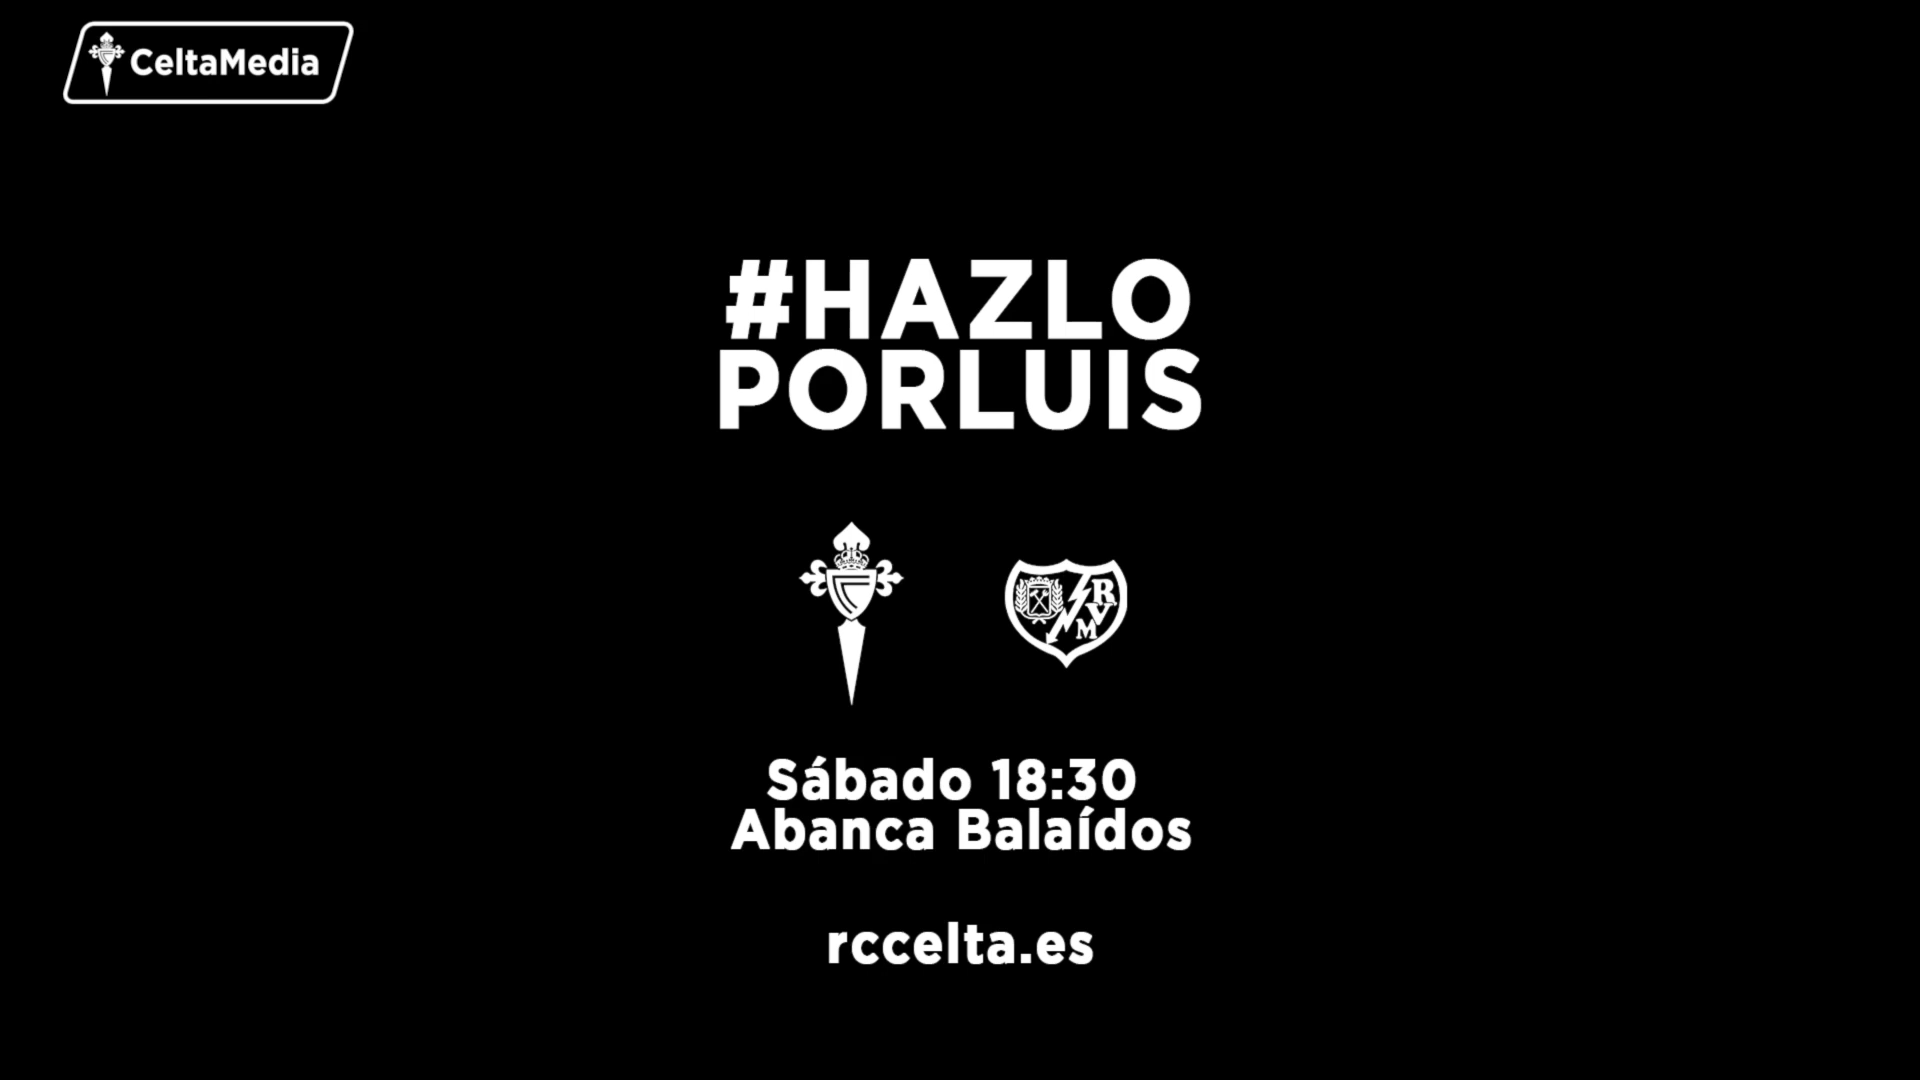 CeltaMedia
#HAZLO
PORLUIS
R
V
M
Sábado 18:30
Abanca Balaídos
rccelta.es